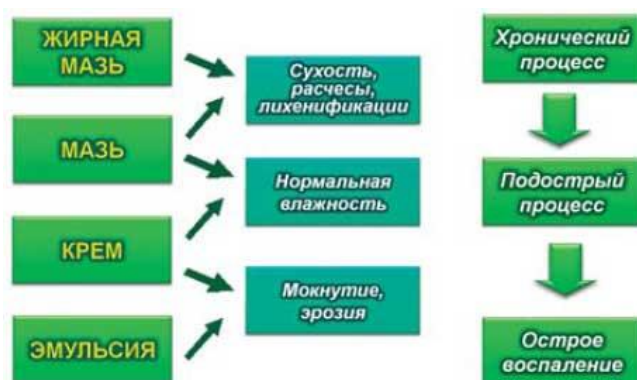 ЖИРНАЯ
МАЗЬ
МАЗЬ
КРЕМ
ЭМУЛЬСИЯ
Сухость,
расчесы,
лихенификации
Нормальная
влажность
Мокнутие,
эрозия
Хронический
процесс
Подострый
процесс
Острое
воспаление